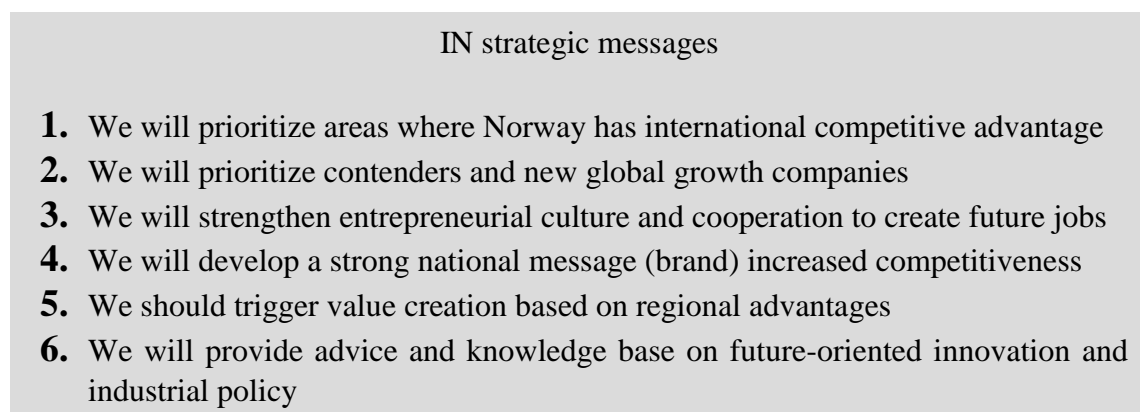 IN strategic messages
1. We will prioritize areas where Norway has international competitive advantage
2. We will prioritize contenders and new global growth companies
3. We will strengthen entrepreneurial culture and cooperation to create future jobs
4. We will develop a strong national message (brand) increased competitiveness
5. We should trigger value creation based on regional advantages
6. We will provide advice and knowledge base on future-oriented innovation and
industrial policy